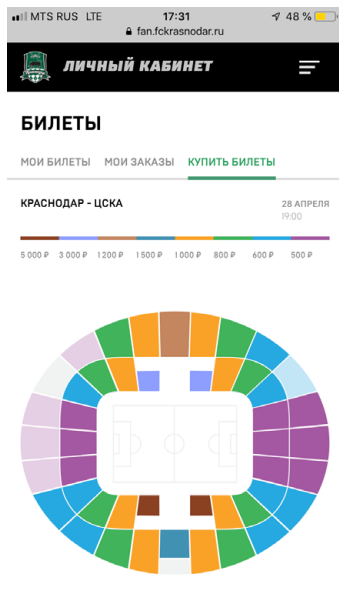 MTS RUS LTE 17:31 48 %
fan.fckrasnodar.ru
ЛИЧНЫЙ КАБИНЕТ
БИЛЕТЫ
МОИ БИЛЕТЫ МОИ ЗАКАЗЫ КУПИТЬ БИЛЕТЫ
КРАСНОДАР - ЦСКА 28 АПРЕЛЯ
19:00
5 000 ₽ 3 000 ₽ 1 200 ₽ 1 500 ₽ 1 000 ₽ 800 ₽ 600 ₽ 500 ₽